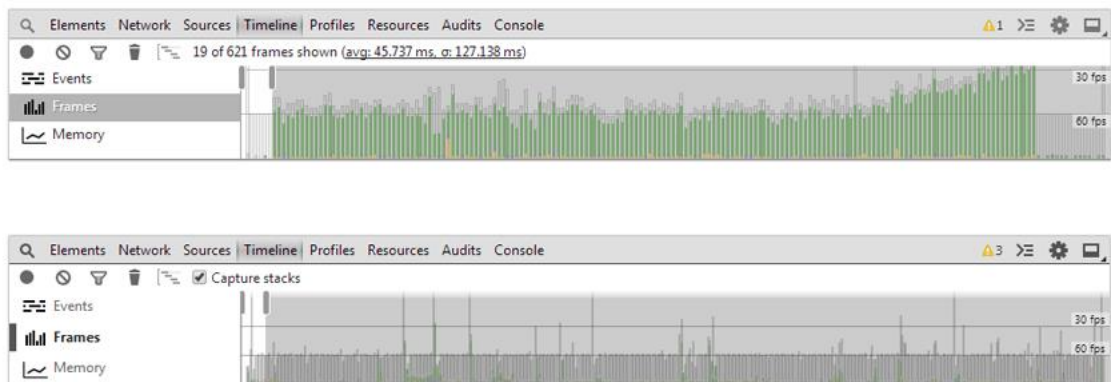 Elements Network Sources Timeline Profiles Resources Audits Console 1
19 of 621 frames shown (avg: 45.737 ms, σ: 127.138 ms)
Events
30 fps
Frames
60 fps
Memory
Elements Network Sources Timeline Profiles Resources Audits Console 3
Capture stacks
Events
30 fps
Frames
60 fps
Memory